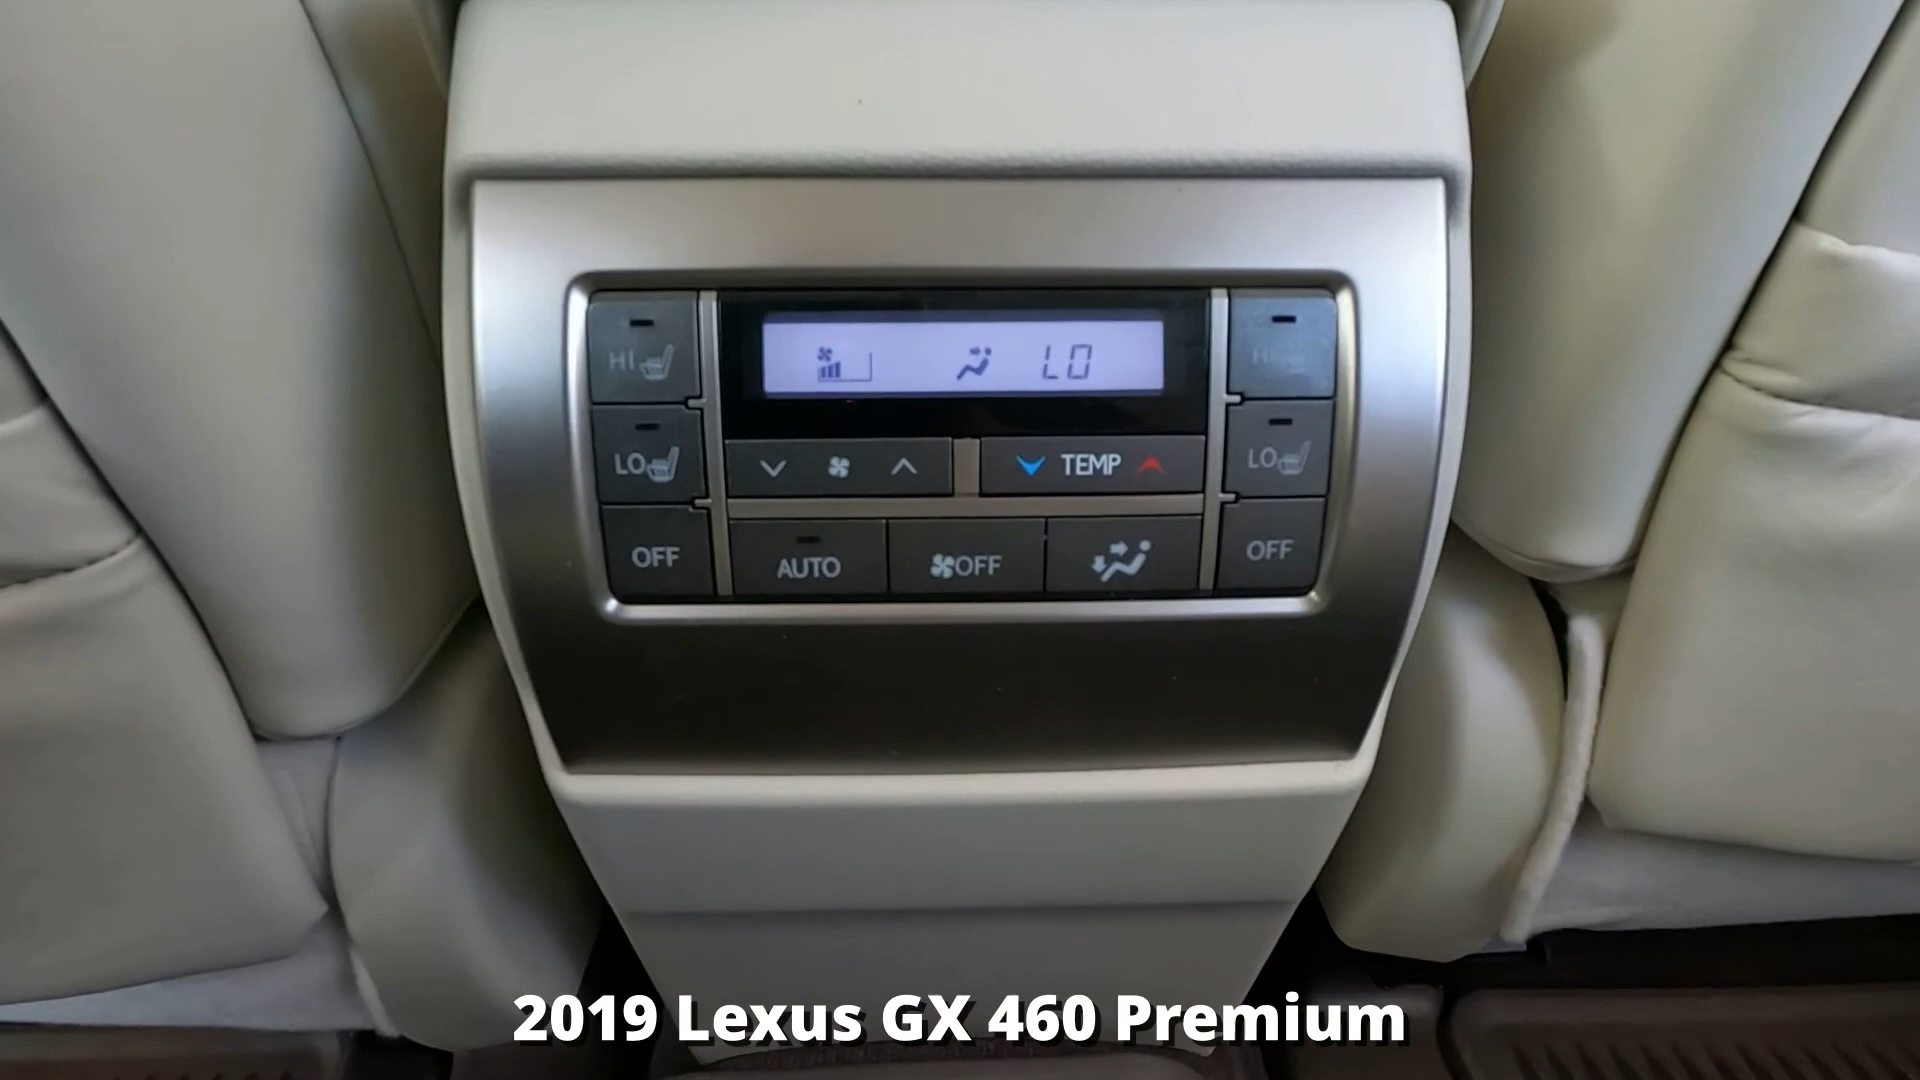 HI
LO
HI
LO
TEMP
LO
OFF
AUTO
OFF
OFF
2019 Lexus GX 460 Premium